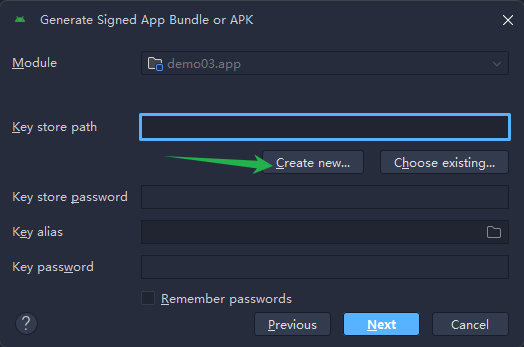 Generate Signed App Bundle or APK
Module
demo03.app
Key store path
Create new...
Choose existing...
Key store password
Key alias
Key password
Remember passwords
?
Previous
Next
Cancel